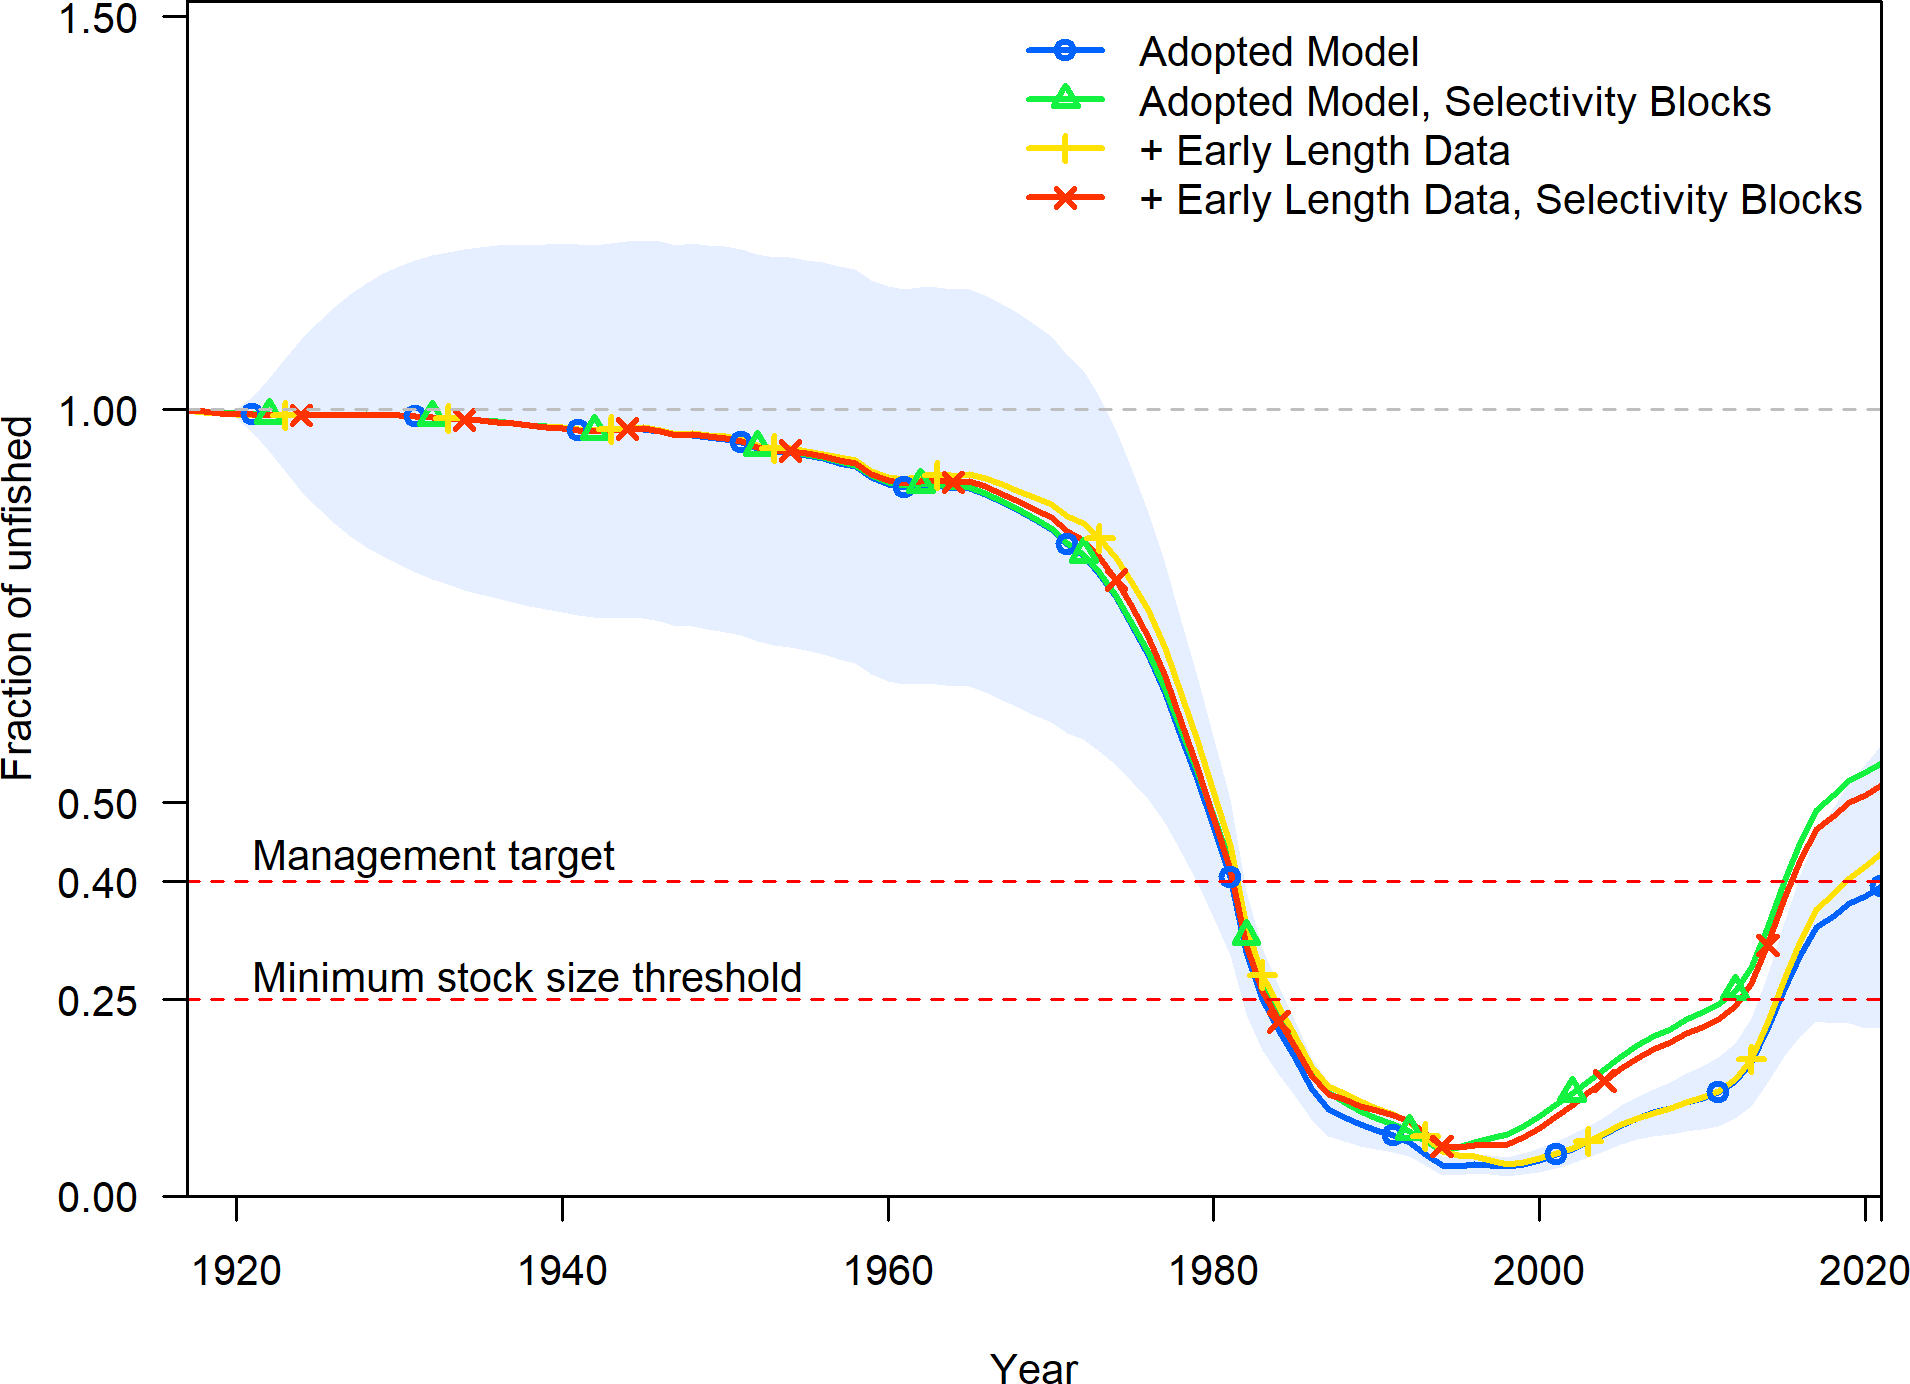 1.50
1.00
0.50
0.40
0.25
0.00
Fraction of unfished
Adopted Model
Adopted Model, Selectivity Blocks
+ Early Length Data
+ Early Length Data, Selectivity Blocks
Management target
Minimum stock size threshold
1920 1940 1960 1980 2000 2020
Year